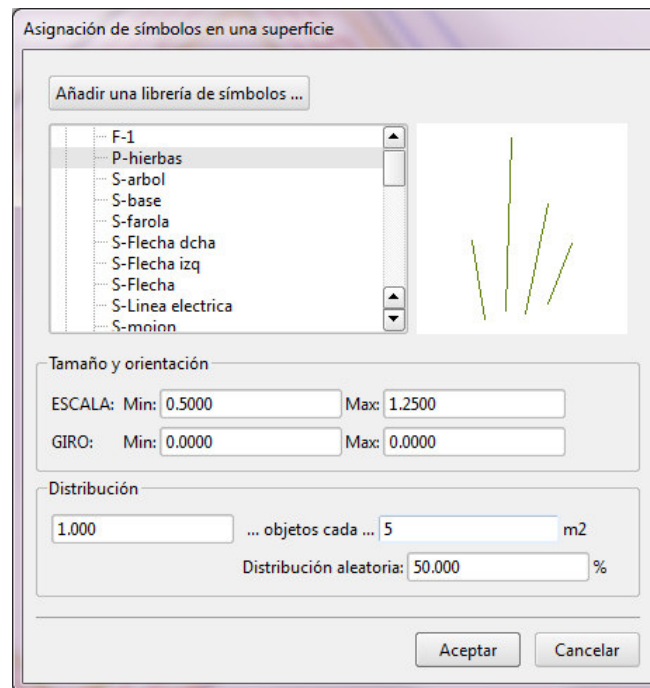 Asignación de símbolos en una superficie
Añadir una librería de símbolos ...
F-1
P-hierbas
S-arbol
S-base
S-farola
S-Flecha dcha
S-Flecha izq
S-Flecha
S-Linea electrica
S-mojon
Tamaño y orientación
ESCALA: Min: 0.5000 Max: 1.2500
GIRO: Min: 0.0000 Max: 0.0000
Distribución
1.000 ... objetos cada ... 5 m2
Distribución aleatoria: 50.000 %
Aceptar Cancelar